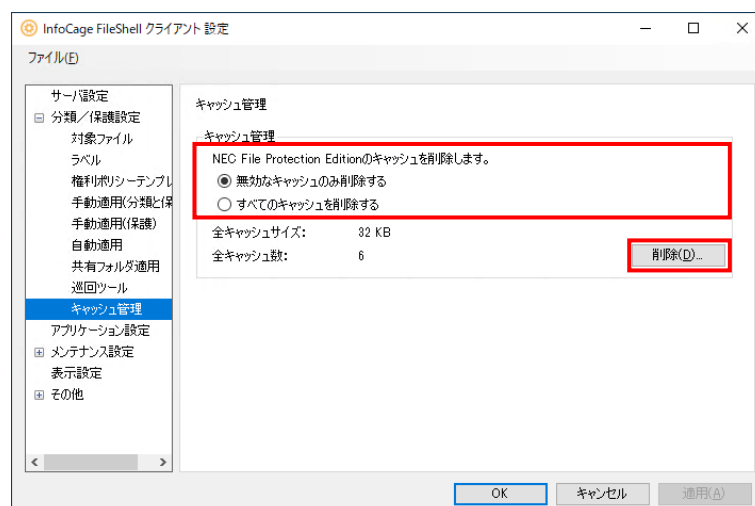 InfoCage FileShell クライアント 設定
ファイル(F)
サーバ設定
分類／保護設定
対象ファイル
ラベル
権利ポリシーテンプレ
手動適用(分類と保
手動適用(保護)
自動適用
共有フォルダ適用
巡回ツール
キャッシュ管理
アプリケーション設定
メンテナンス設定
表示設定
その他
キャッシュ管理
キャッシュ管理
NEC File Protection Editionのキャッシュを削除します。
無効なキャッシュのみ削除する
すべてのキャッシュを削除する
全キャッシュサイズ: 32 KB
全キャッシュ数: 6
削除(D)...
OK キャンセル 適用(A)